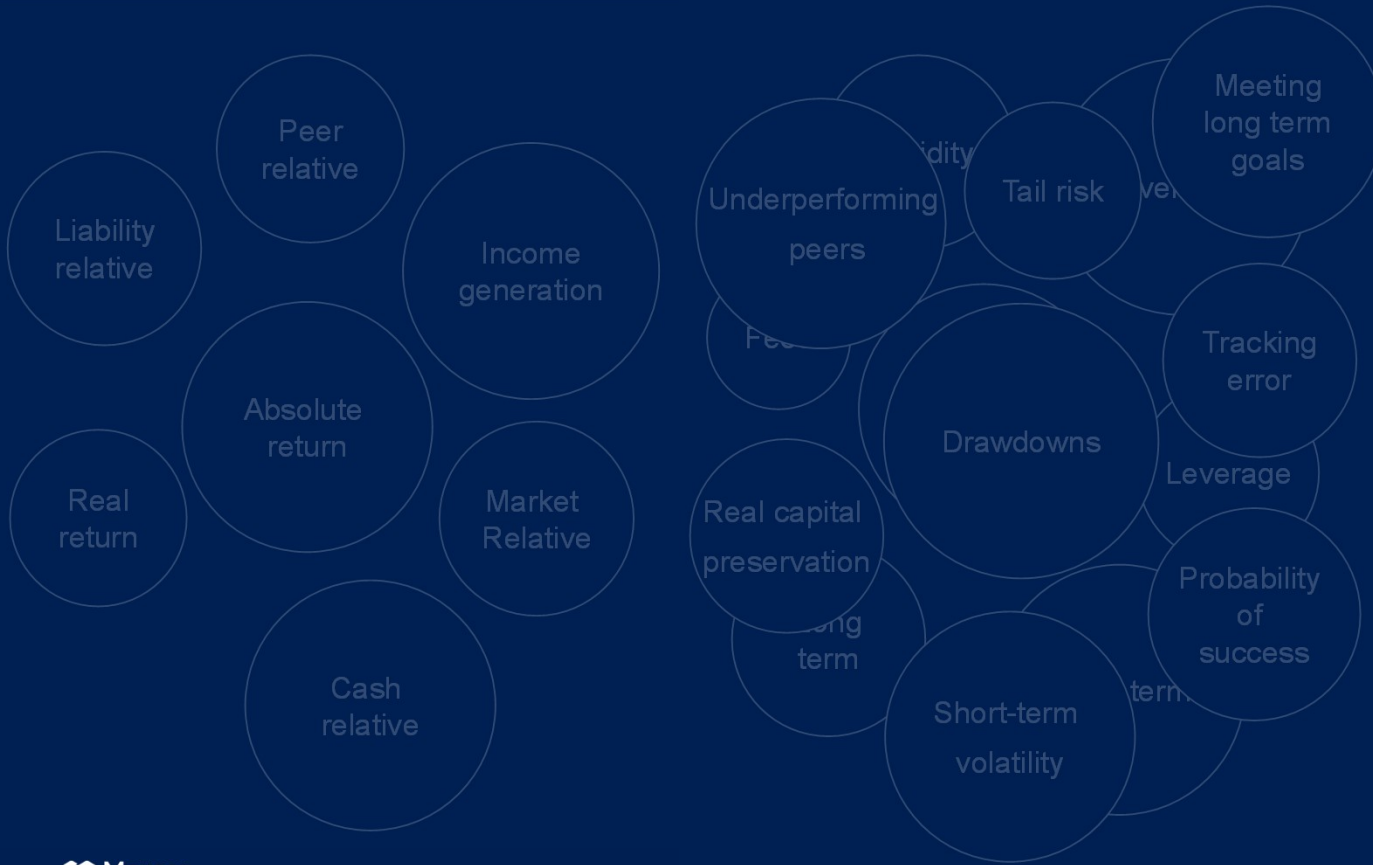 Peer
relative
Liability
relative
Income
generation
Absolute
return
Real
return
Market
Relative
Cash
relative
Underperforming
peers
Tail risk
Meeting
long term
goals
Tracking
error
Drawdowns
Leverage
Real capital
preservation
term
Probability
of
success
Short-term
volatility
term